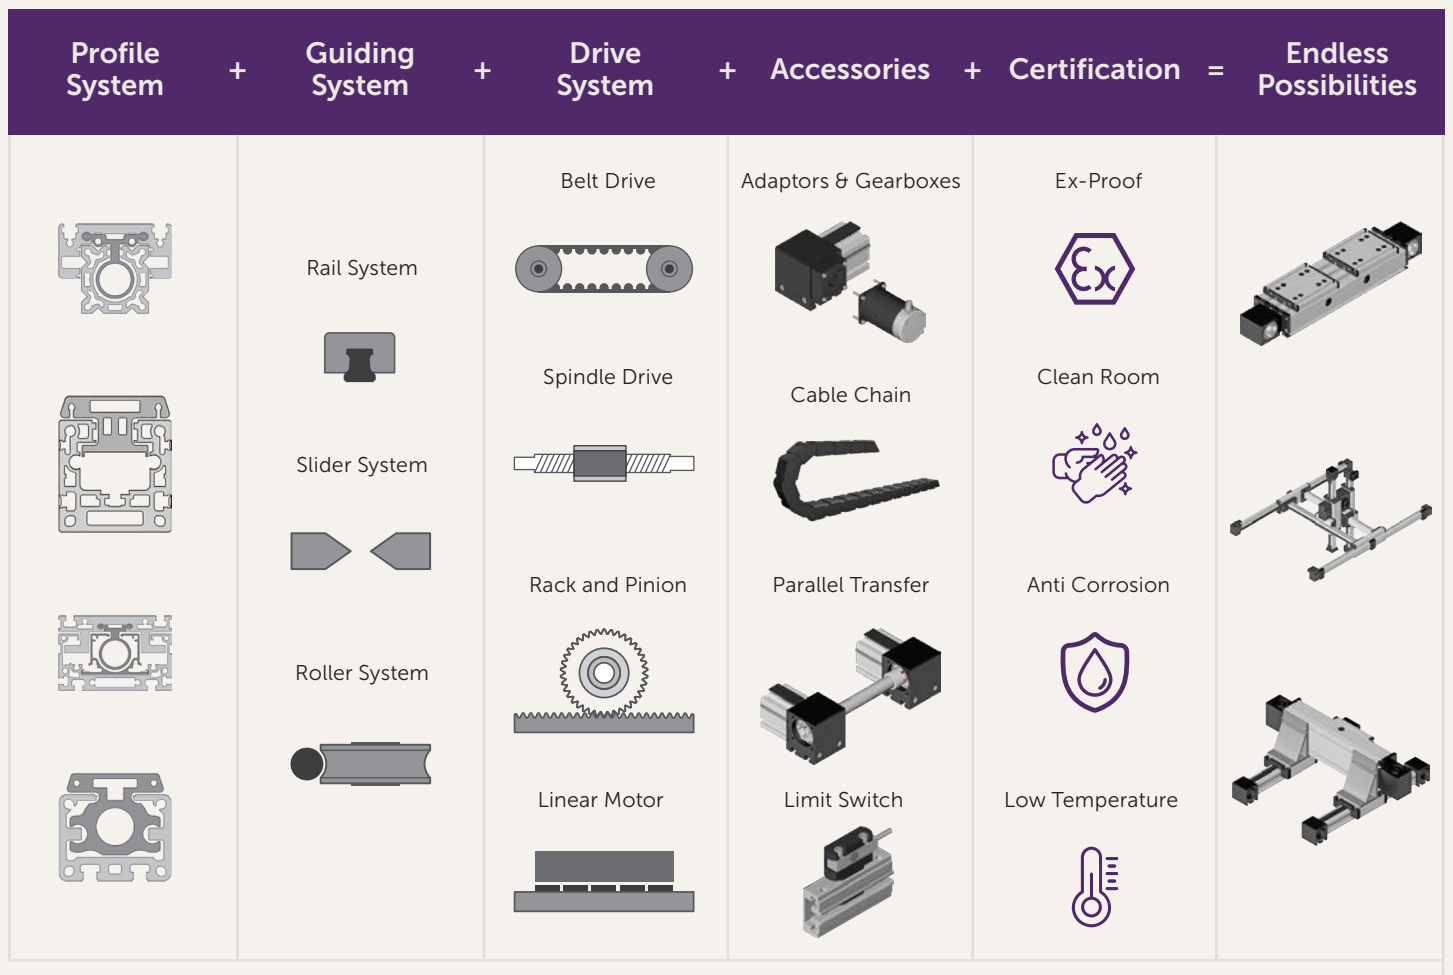 Profile
System
+
Guiding
System
+
Drive
System
+
Accessories
+
Certification
=
Endless
Possibilities
Rail System
Slider System
Roller System
Belt Drive
Spindle Drive
Rack and Pinion
Linear Motor
Adaptors & Gearboxes
Cable Chain
Parallel Transfer
Limit Switch
Ex-Proof
Ex
Clean Room
Anti Corrosion
Low Temperature